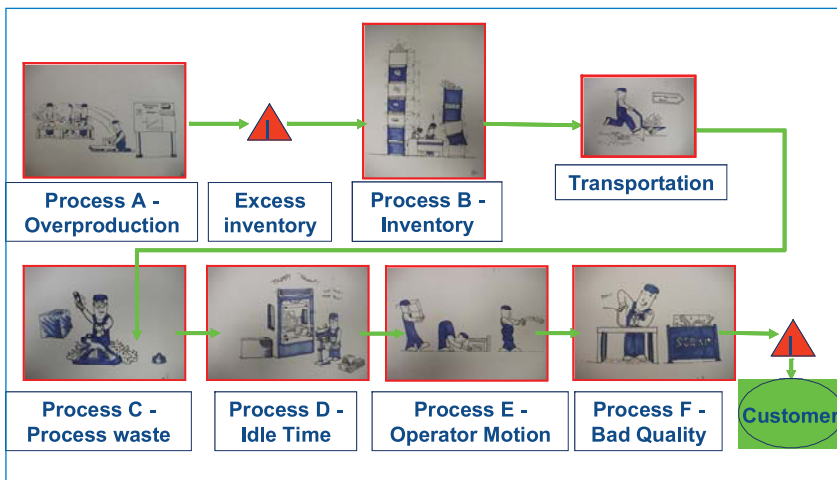 I
Process A -
Overproduction
Excess
inventory
Process B -
Inventory
Transportation
SCRAP
I
Process C -
Process waste
Process D -
Idle Time
Process E -
Operator Motion
Process F -
Bad Quality
Customer